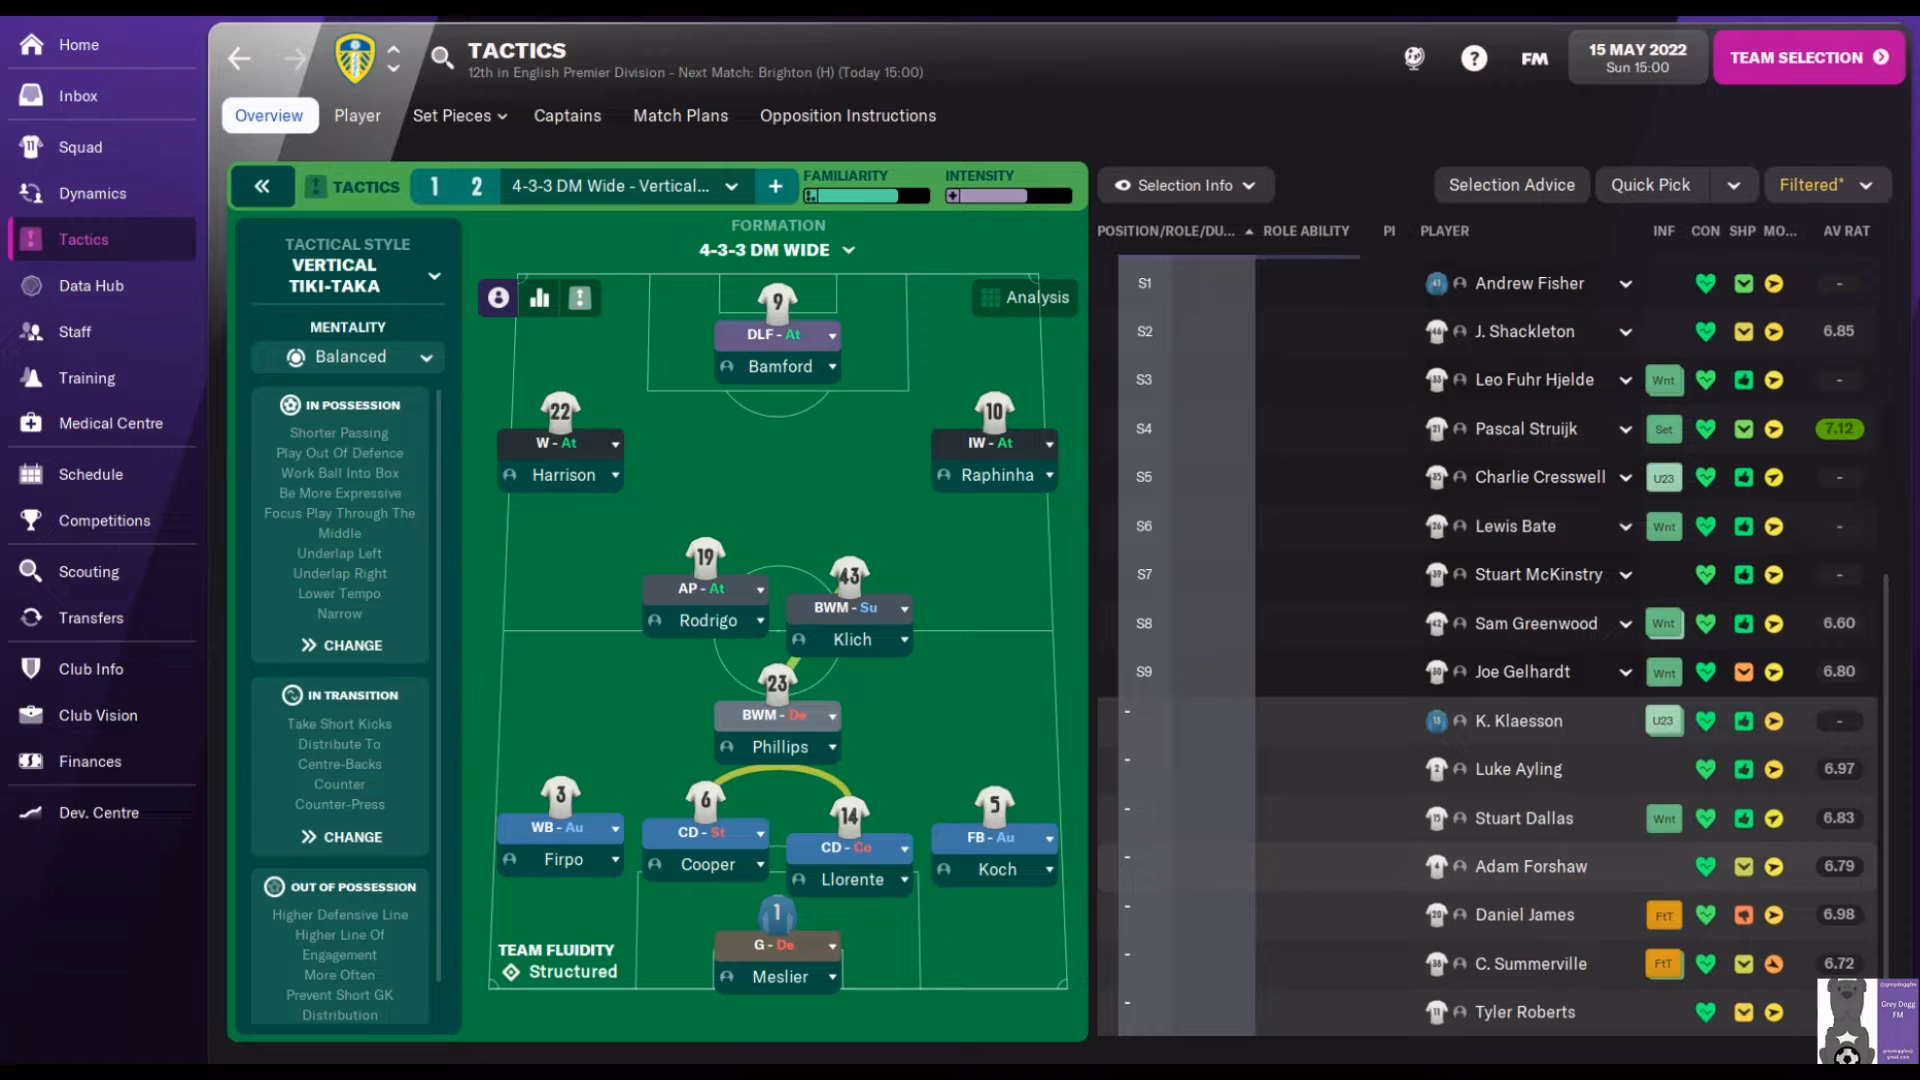 Home
Inbox
Squad
Dynamics
Tactics
Data Hub
Staff
Training
Medical Centre
Schedule
Competitions
Scouting
Transfers
Club Info
Club Vision
Finances
Dev. Centre
TACTICS
12th in English Premier Division - Next Match: Brighton (H) (Today 15:00)
FM
15 MAY 2022
Sun 15:00
TEAM SELECTION
Overview
Player
Set Pieces
Captains
Match Plans
Opposition Instructions
TACTICS
1
2
4-3-3 DM Wide - Vertical...
FAMILIARITY
INTENSITY
TACTICAL STYLE
VERTICAL
TIKI-TAKA
MENTALITY
Balanced
IN POSSESSION
Shorter Passing
Play Out Of Defence
Work Ball Into Box
Be More Expressive
Focus Play Through The
Middle
Underlap Left
Underlap Right
Lower Tempo
Narrow
CHANGE
IN TRANSITION
Take Short Kicks
Distribute To
Centre-Backs
Counter
Counter-Press
CHANGE
OUT OF POSSESSION
Higher Defensive Line
Higher Line Of
Engagement
More Often
Prevent Short GK
Distribution
FORMATION
4-3-3 DM WIDE
Analysis
9
DLF - At
Bamford
22
W - At
Harrison
10
IW - At
Raphinha
19
AP - At
Rodrigo
43
BWM - Su
Klich
23
BWM - De
Phillips
3
WB - Au
Firpo
6
CD - St
Cooper
14
CD - Co
Llorente
5
FB - Au
Koch
1
G - De
Meslier
TEAM FLUIDITY
Structured
Selection Info
Selection Advice
Quick Pick
Filtered*
POSITION/ROLE/DU... ROLE ABILITY PI PLAYER INF CON SHP MO... AV RAT
S1 Andrew Fisher -
S2 J. Shackleton 6.85
S3 Leo Fuhr Hjelde Wnt -
S4 Pascal Struijk Set 7.12
S5 Charlie Cresswell U23 -
S6 Lewis Bate Wnt -
S7 Stuart McKinstry -
S8 Sam Greenwood Wnt 6.60
S9 Joe Gelhardt Wnt 6.80
- K. Klaesson U23 -
Luke Ayling 6.97
- Stuart Dallas Wnt 6.83
- Adam Forshaw 6.79
- Daniel James FtT 6.98
- C. Summerville FtT 6.72
- Tyler Roberts
Grey Dogg
FM